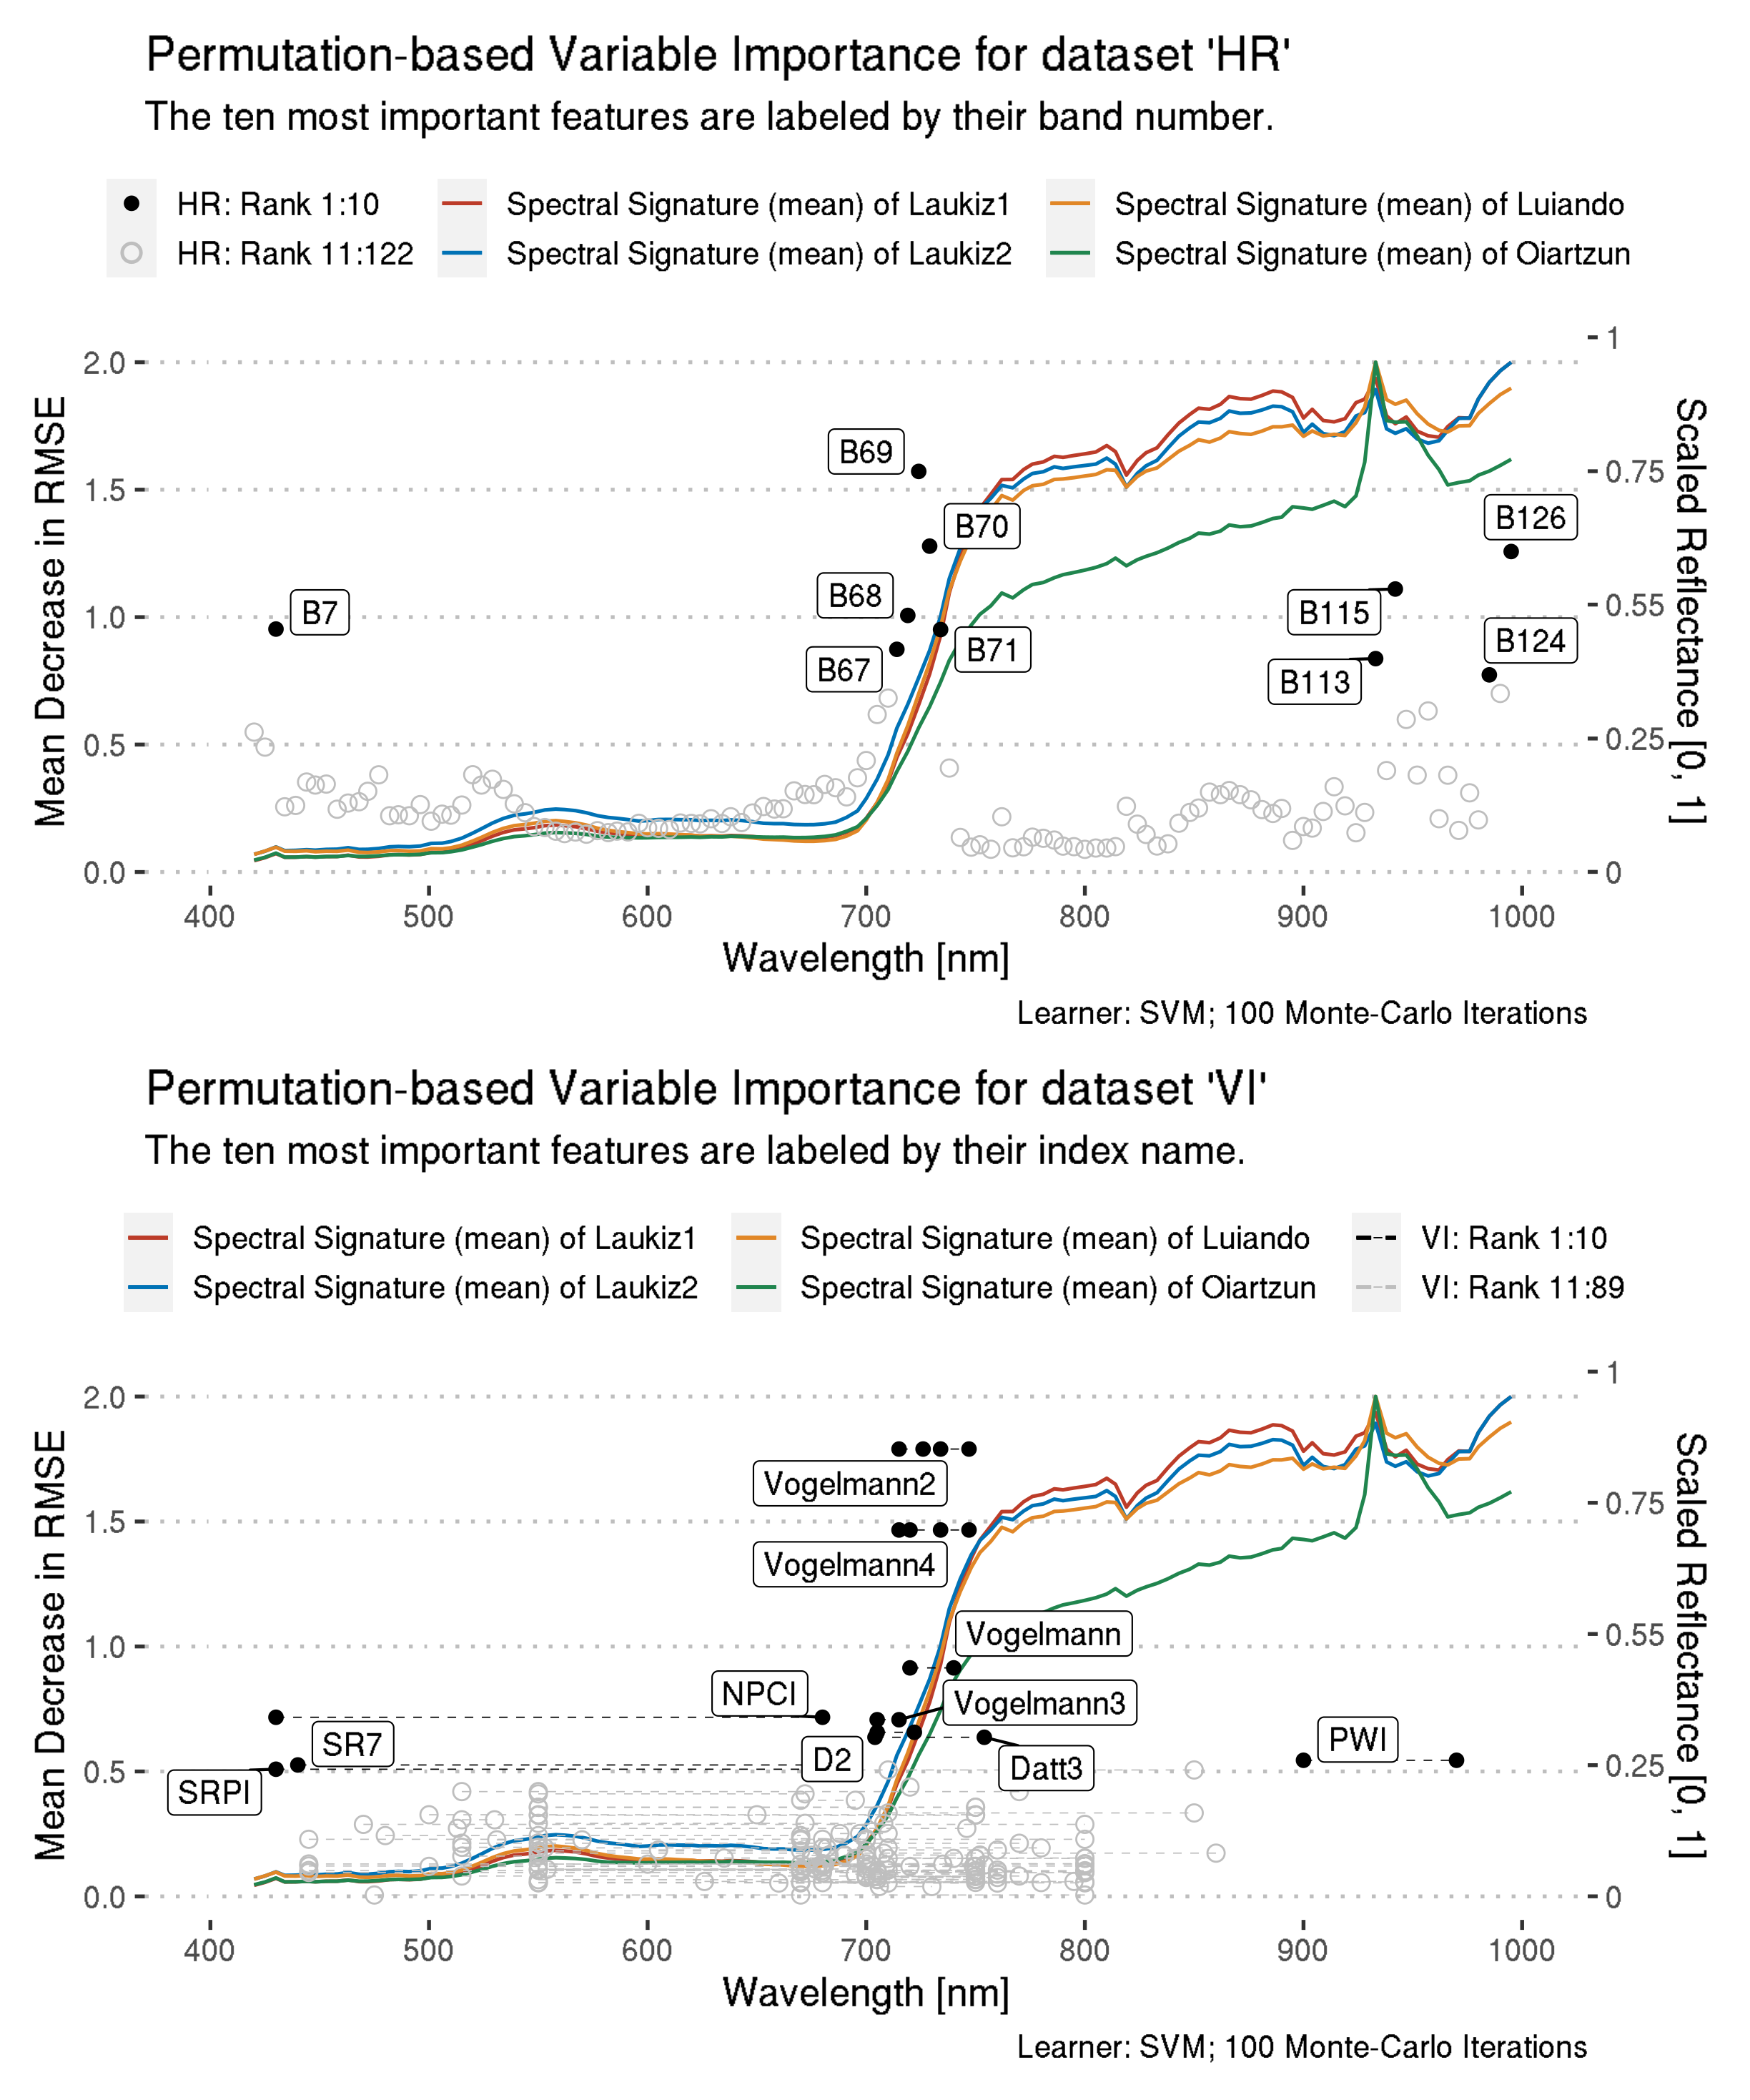 Permutation-based Variable Importance for dataset 'HR'
The ten most important features are labeled by their band number.
HR: Rank 1:10 Spectral Signature (mean) of Laukiz1 Spectral Signature (mean) of Luiando
HR: Rank 11:122 Spectral Signature (mean) of Laukiz2 Spectral Signature (mean) of Oiartzun
Mean Decrease in RMSE
2.0
1.5
1.0
0.5
0.0
B69
B70
B126
B68
B7
B115
B71
B124
B67
B113
1
0.75
0.55
0.25
0
Scaled Reflectance [0, 1]
400 500 600 700 800 900 1000
Wavelength [nm]
Learner: SVM; 100 Monte-Carlo Iterations
Permutation-based Variable Importance for dataset 'VI'
The ten most important features are labeled by their index name.
Spectral Signature (mean) of Laukiz1 Spectral Signature (mean) of Luiando VI: Rank 1:10
Spectral Signature (mean) of Laukiz2 Spectral Signature (mean) of Oiartzun VI: Rank 11:89
Mean Decrease in RMSE
2.0
1.5
1.0
0.5
0.0
Vogelmann2
Vogelmann4
Vogelmann
NPCI
Vogelmann3
SR7
PWI
D2
Datt3
SRPI
1
0.75
0.55
0.25
0
Scaled Reflectance [0, 1]
400 500 600 700 800 900 1000
Wavelength [nm]
Learner: SVM; 100 Monte-Carlo Iterations